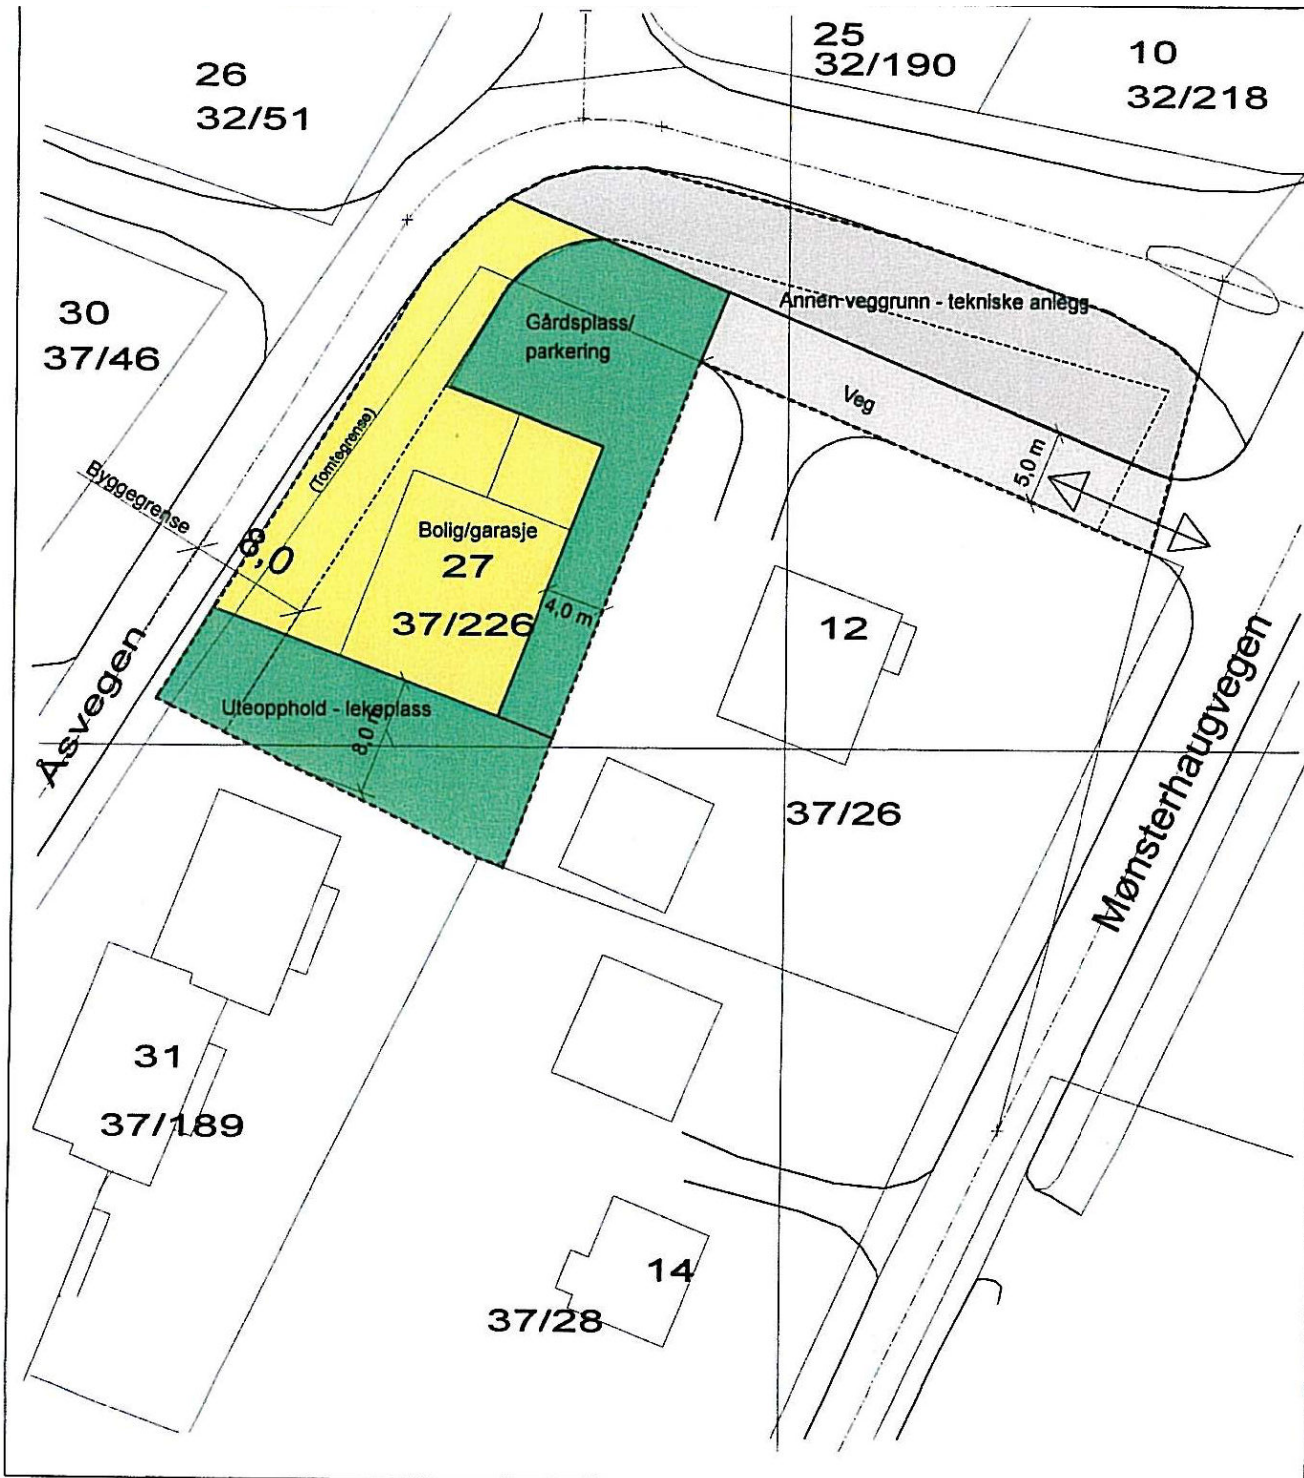 25
32/190
10
32/218
26
32/51
30
37/46
Annen veggrunn - tekniske anlegg
Gårdsplass/
parkering
Veg
5,0 m
(Tomtegrense)
Byggegrense
8,0
Bolig/garasje
27
37/226
4,0 m
12
Uteopphold - lekeplass
8,0 m
Åsvegen
Mønsterhaugvegen
37/26
31
37/189
14
37/28